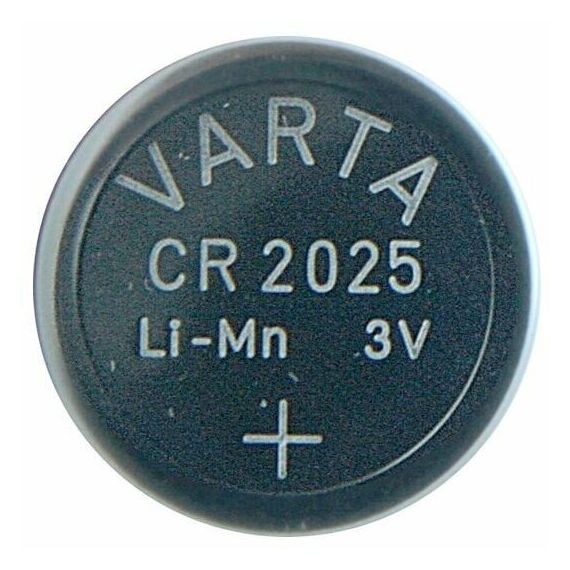 VARTA
CR 2025
Li-Mn 3V
+